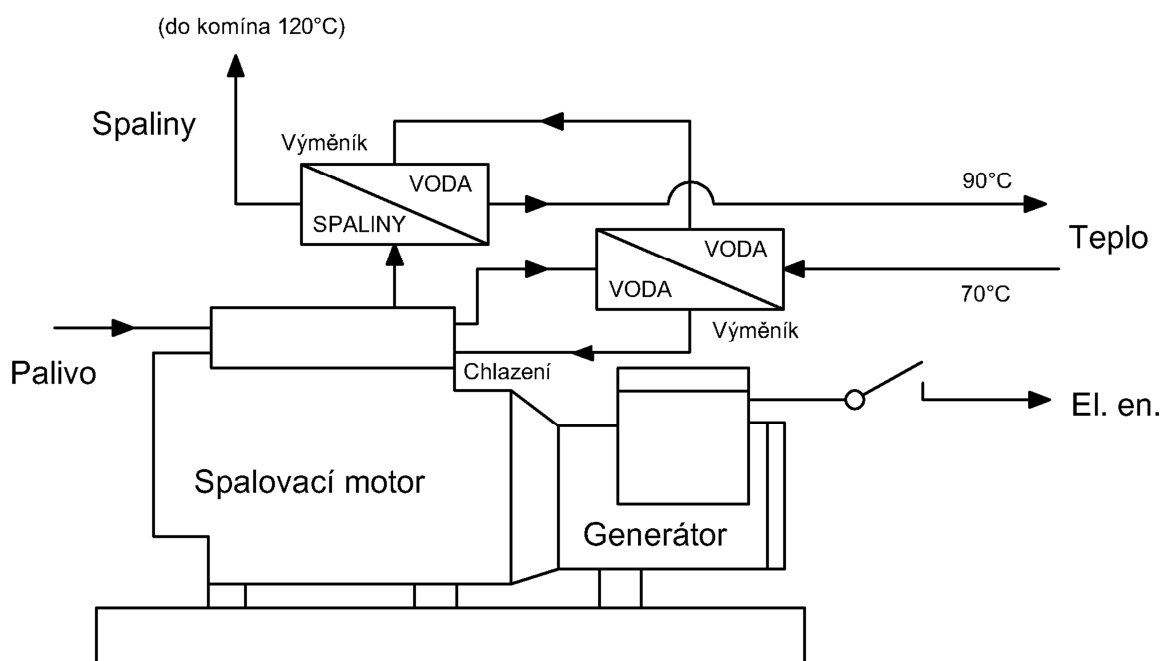 (do komína 120°C)
Spaliny
Výměník
VODA
SPALINY
90°C
Teplo
VODA
VODA
70°C
Výměník
Palivo
Chlazení
El. en.
Spalovací motor
Generátor